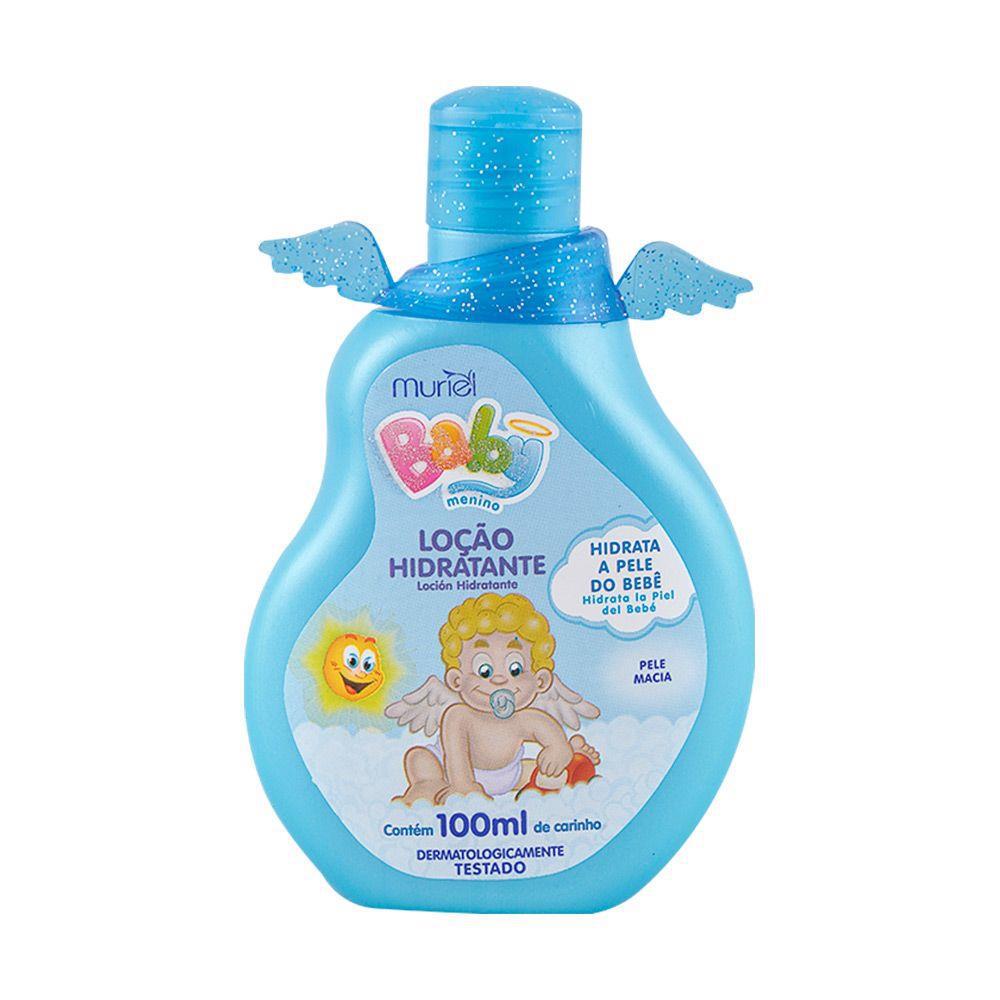 muriel
Baby
menino
LOÇÃO
HIDRATANTE
Loción Hidratante
HIDRATA
A PELE
DO BEBÊ
Hidrata la Piel
del Bebé
PELE
MACIA
Contém 100ml de carinho
DERMATOLOGICAMENTE
TESTADO